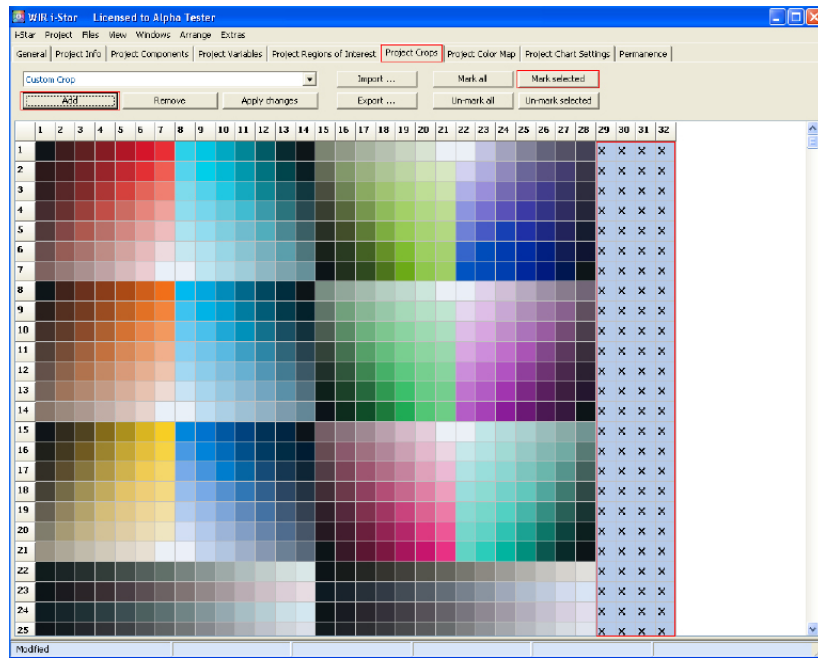 WIR i-Star Licensed to Alpha Tester
i-Star Project Files View Windows Arrange Extras
General Project Info Project Components Project Variables Project Regions of Interest Project Crops Project Color Map Project Chart Settings Permanence
Custom Crop Import ... Mark all Mark selected
Add Remove Apply changes Export ... Un-mark all Un-mark selected
1 2 3 4 5 6 7 8 9 10 11 12 13 14 15 16 17 18 19 20 21 22 23 24 25 26 27 28 29 30 31 32
1 X X X X
2 X X X X
3 X X X X
4 X X X X
5 X X X X
6 X X X X
7 X X X X
8 X X X X
9 X X X X
10 X X X X
11 X X X X
12 X X X X
13 X X X X
14 X X X X
15 X X X X
16 X X X X
17 X X X X
18 X X X X
19 X X X X
20 X X X X
21 X X X X
22 X X X X
23 X X X X
24 X X X X
25 X X X X
Modified